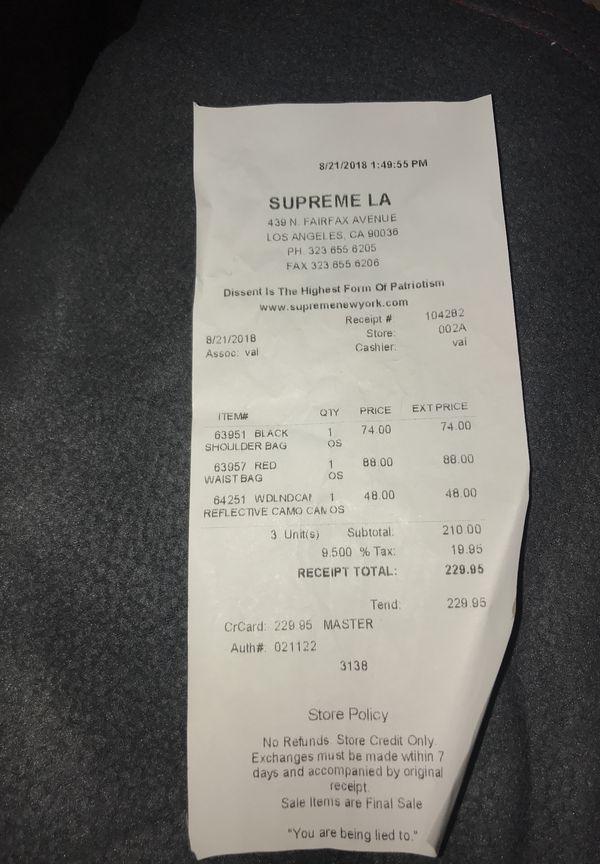 8/21/2018 1:49:55 PM
SUPREME LA
439 N. FAIRFAX AVENUE
LOS ANGELES, CA 90036
PH. 323 655 6205
FAX 323 655 6206
Dissent Is The Highest Form Of Patriotism
www.supremenewyork.com
Receipt # 104282
8/21/2018 Store: 002A
Assoc: val Cashier: val
ITEM# QTY PRICE EXT PRICE
63951 BLACK 1 74.00 74.00
SHOULDER BAG OS
63957 RED 1 88.00 88.00
WAIST BAG OS
64251 WDLNDCAM 1 48.00 48.00
REFLECTIVE CAMO CAM OS
3 Unit(s) Subtotal: 210.00
9.500 % Tax: 19.95
RECEIPT TOTAL: 229.95
Tend: 229.95
CrCard: 229.95 MASTER
Auth#: 021122
3138
Store Policy
No Refunds. Store Credit Only.
Exchanges must be made wtihin 7
days and accompanied by original
receipt.
Sale Items are Final Sale
"You are being lied to."